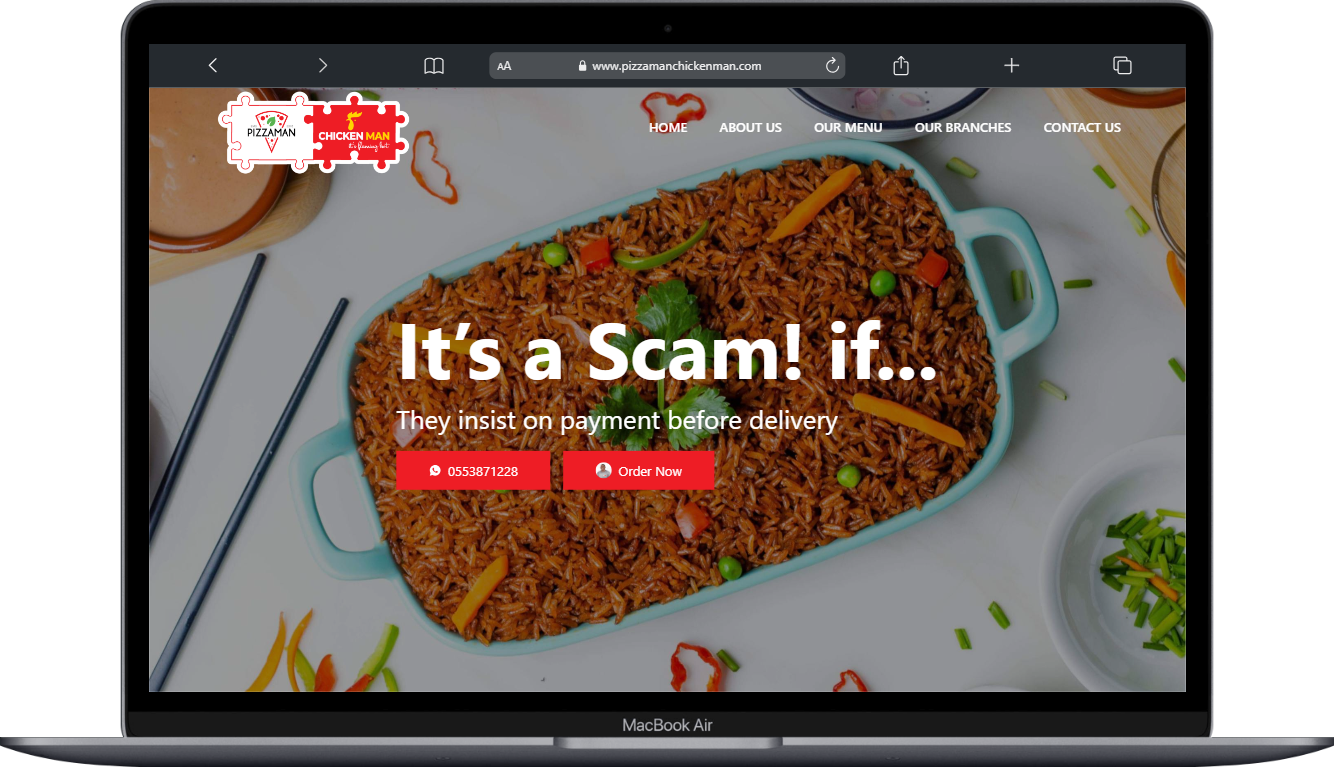 AA
www.pizzamanchickenman.com
PIZZAMAN
CHICKEN MAN
it's flaming hot
HOME
ABOUT US
OUR MENU
OUR BRANCHES
CONTACT US
It’s a Scam! if...
They insist on payment before delivery
0553871228
Order Now
MacBook Air